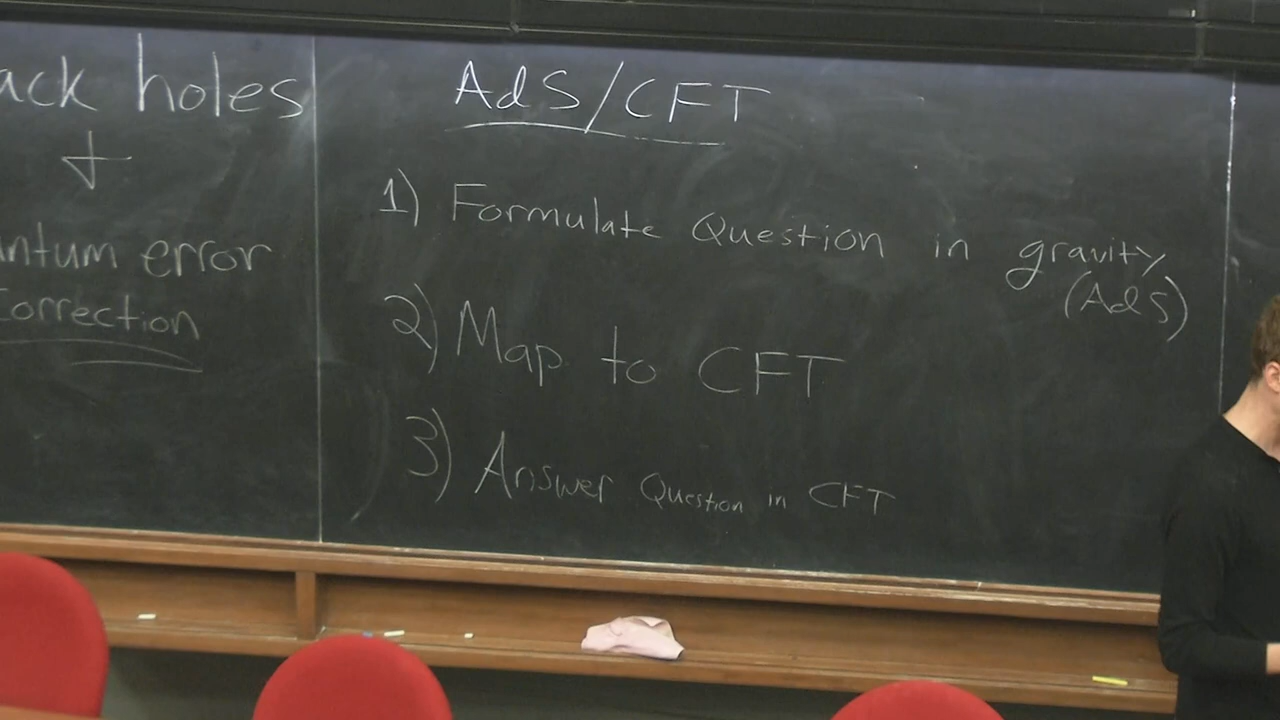 ack holes
+
ntum error
correction
AdS/CFT
1) Formulate Question in gravity
(AdS)
2) Map to CFT
3) Answer Question in CFT